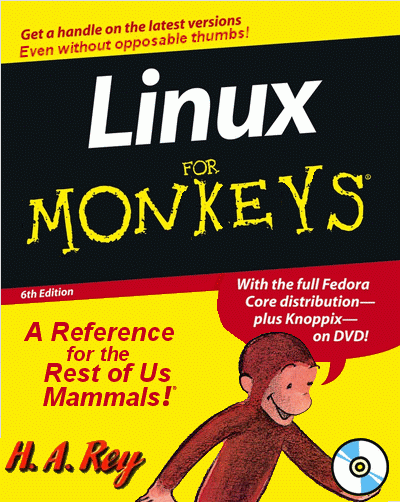 Get a handle on the latest versions
Even without opposable thumbs!
Linux
FOR
MONKEYS®
6th Edition
With the full Fedora
Core distribution—
plus Knoppix—
on DVD!
A Reference
for the
Rest of Us
Mammals!®
H. A. Rey